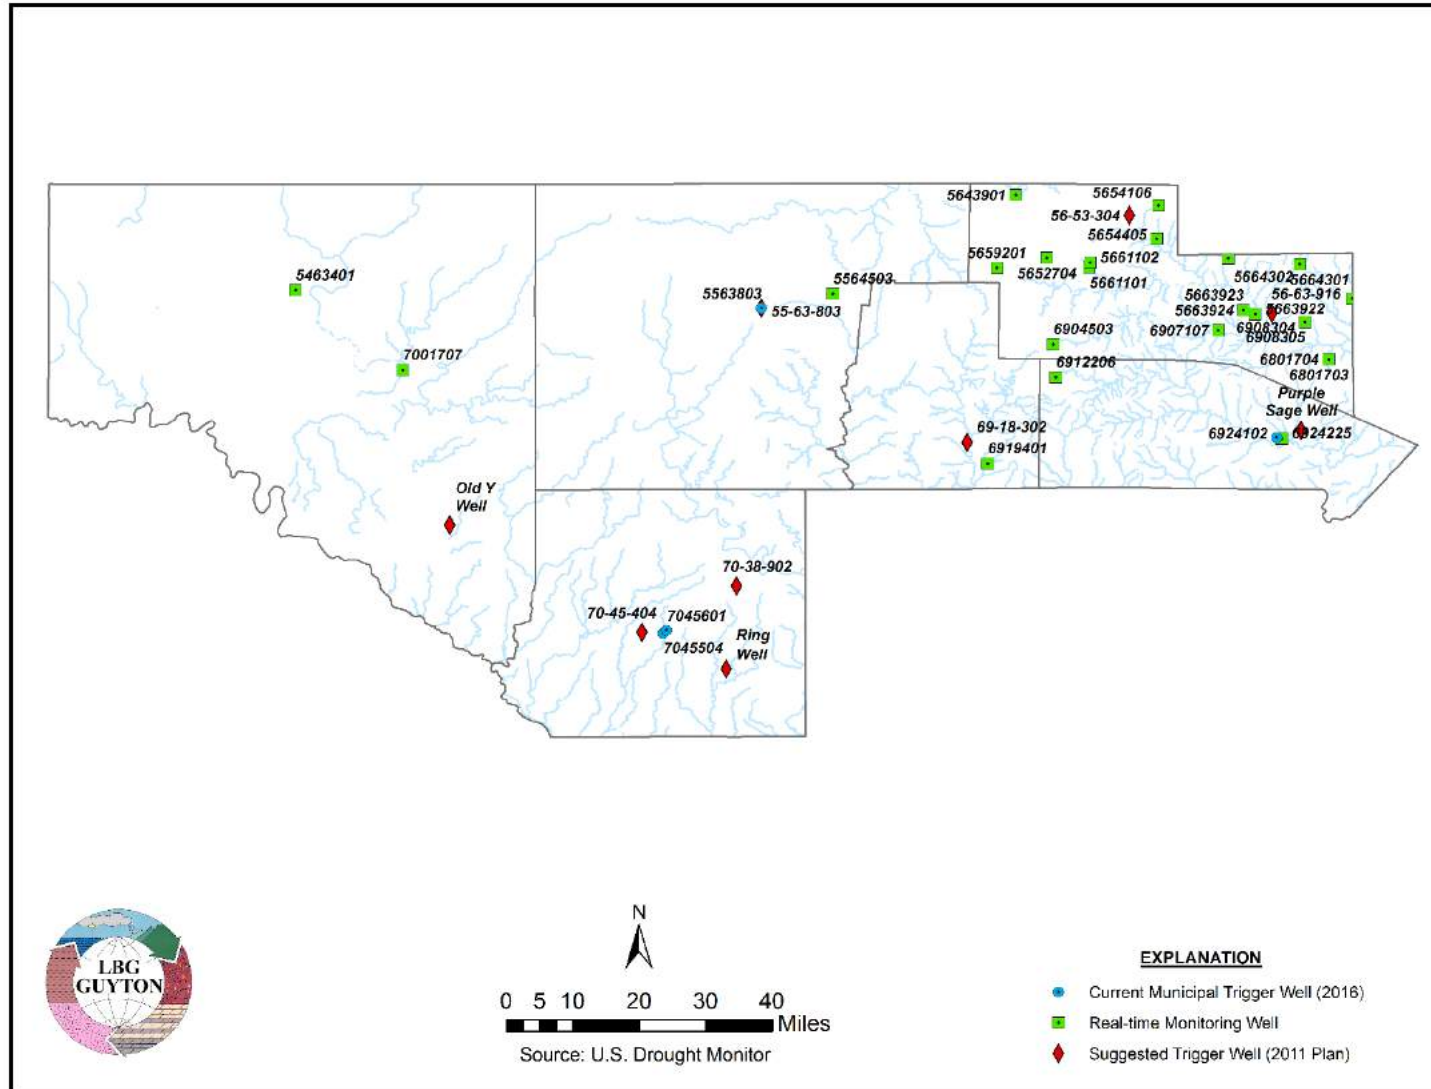 5643901
5654106
56-53-304
5654405
5659201
5661102
5652704
5661101
5463401
5564503
5664302
5664301
5563803
55-63-803
5663923
56-63-916
5663924
5663922
6907107
6908304
6908305
6904503
7001707
6912206
6801704
6801703
Purple
Sage Well
69-18-302
6924102
6924225
6919401
Old Y
Well
70-38-902
70-45-404
7045601
Ring
Well
7045504
N
LBG
GUYTON
0 5 10 20 30 40
Miles
Source: U.S. Drought Monitor
EXPLANATION
Current Municipal Trigger Well (2016)
Real-time Monitoring Well
Suggested Trigger Well (2011 Plan)